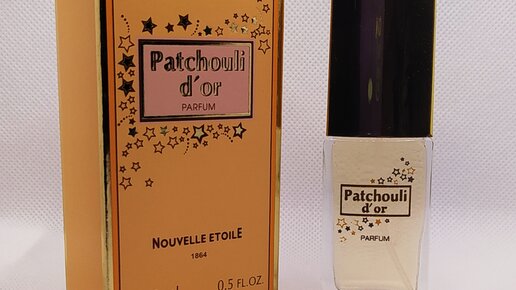 Patchouli
d'or
PARFUM
NOUVELLE ETOILE
1864
0.5 FL.OZ.
Patchouli
d'or
PARFUM